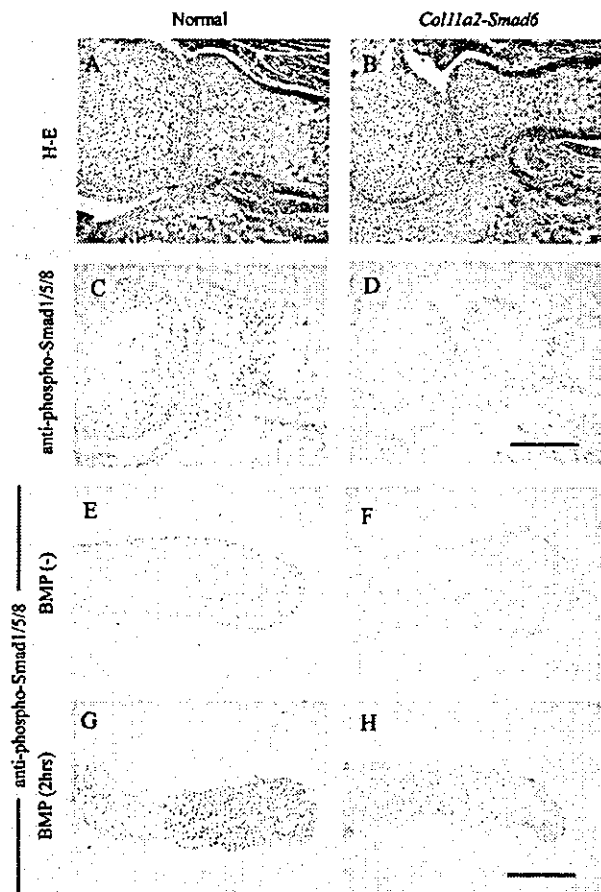 Normal
Col11a2-Smad6
H-E
A
B
anti-phospho-Smad1/5/8
C
D
anti-phospho-Smad1/5/8
BMP (-)
E
F
BMP (2hrs)
G
H